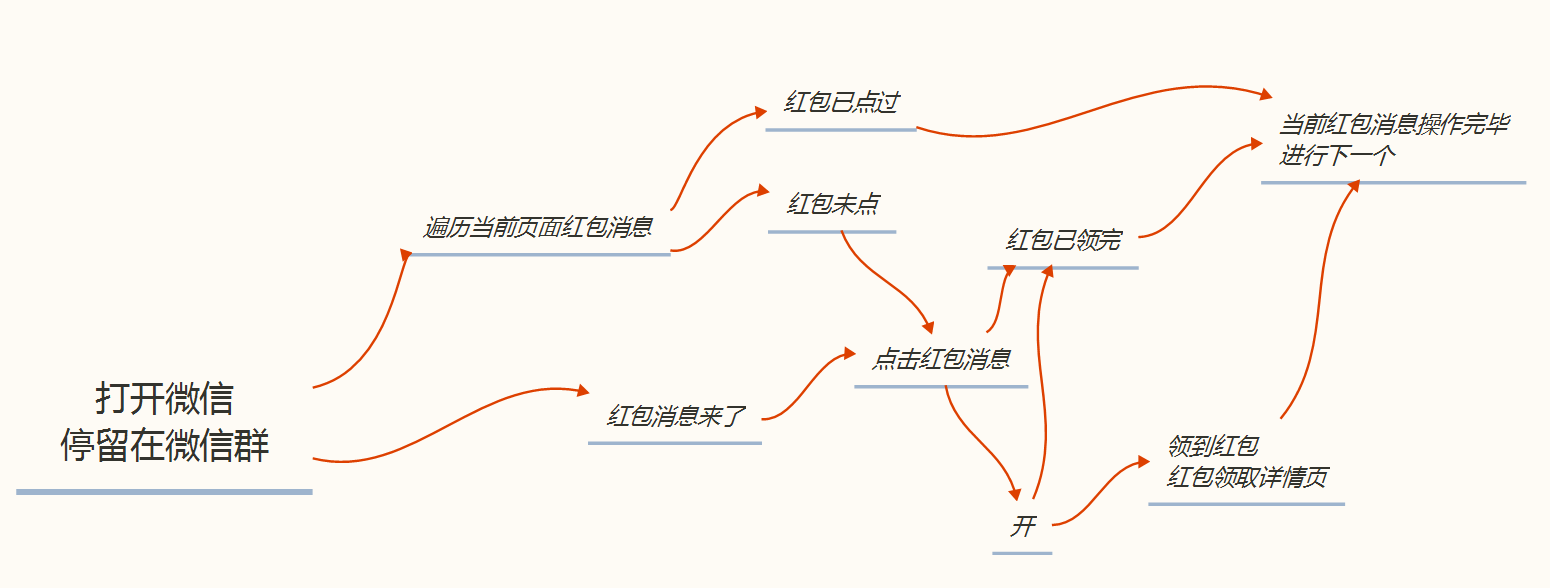 红包已点过
当前红包消息操作完毕
进行下一个
红包未点
遍历当前页面红包消息
红包已领完
点击红包消息
打开微信
停留在微信群
红包消息来了
领到红包
红包领取详情页
开